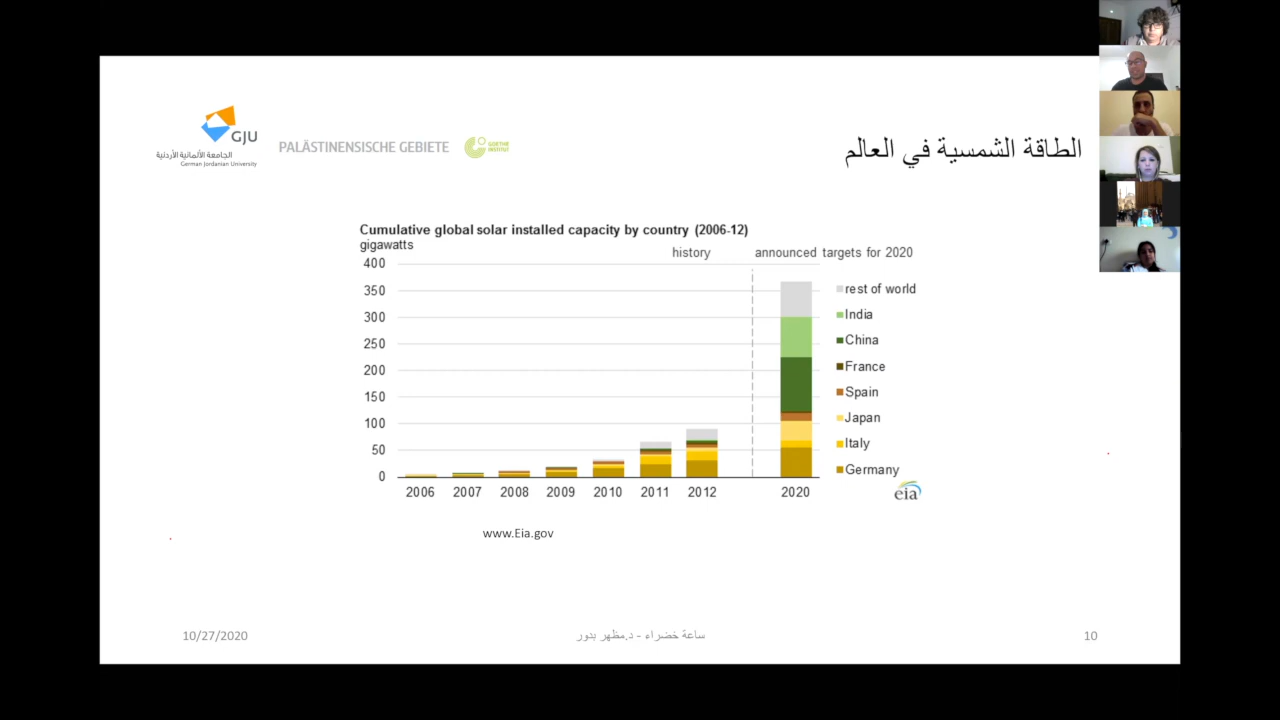 GJU
الجامعة الألمانية الأردنية
German Jordanian University
PALÄSTINENSISCHE GEBIETE
GOETHE
INSTITUT
الطاقة الشمسية في العالم
Cumulative global solar installed capacity by country (2006-12)
gigawatts
history
announced targets for 2020
400
350
300
250
200
150
100
50
0
2006 2007 2008 2009 2010 2011 2012 2020
rest of world
India
China
France
Spain
Japan
Italy
Germany
eia
www.Eia.gov
10/27/2020
ساعة خضراء - د.مظهر بدور
10